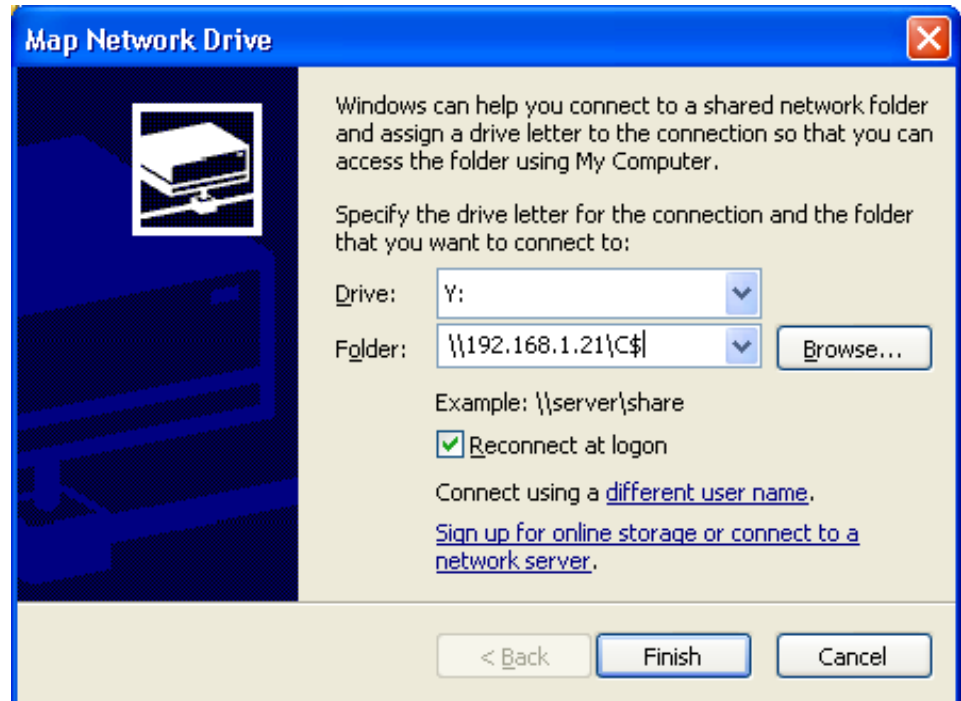 Map Network Drive
Windows can help you connect to a shared network folder
and assign a drive letter to the connection so that you can
access the folder using My Computer.
Specify the drive letter for the connection and the folder
that you want to connect to:
Drive: Y:
Folder: \\192.168.1.21\C$ Browse...
Example: \\server\share
Reconnect at logon
Connect using a different user name.
Sign up for online storage or connect to a
network server.
< Back Finish Cancel